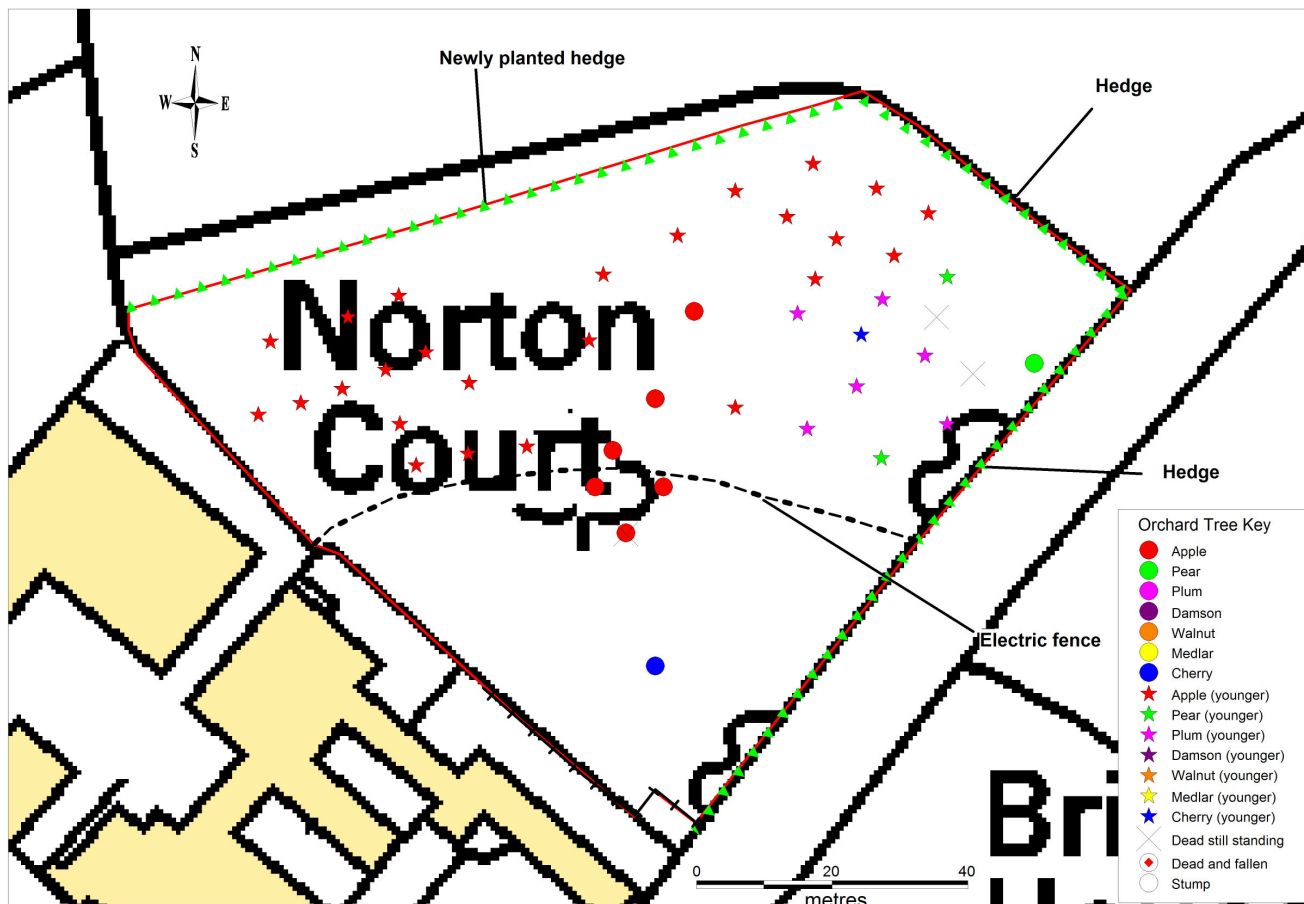 Newly planted hedge
Hedge
N
W E
S
Norton
Court
Hedge
Electric fence
Orchard Tree Key
Apple
Pear
Plum
Damson
Walnut
Medlar
Cherry
Apple (younger)
Pear (younger)
Plum (younger)
Damson (younger)
Walnut (younger)
Medlar (younger)
Cherry (younger)
Dead still standing
Dead and fallen
Stump
Bri
0 20 40
metres